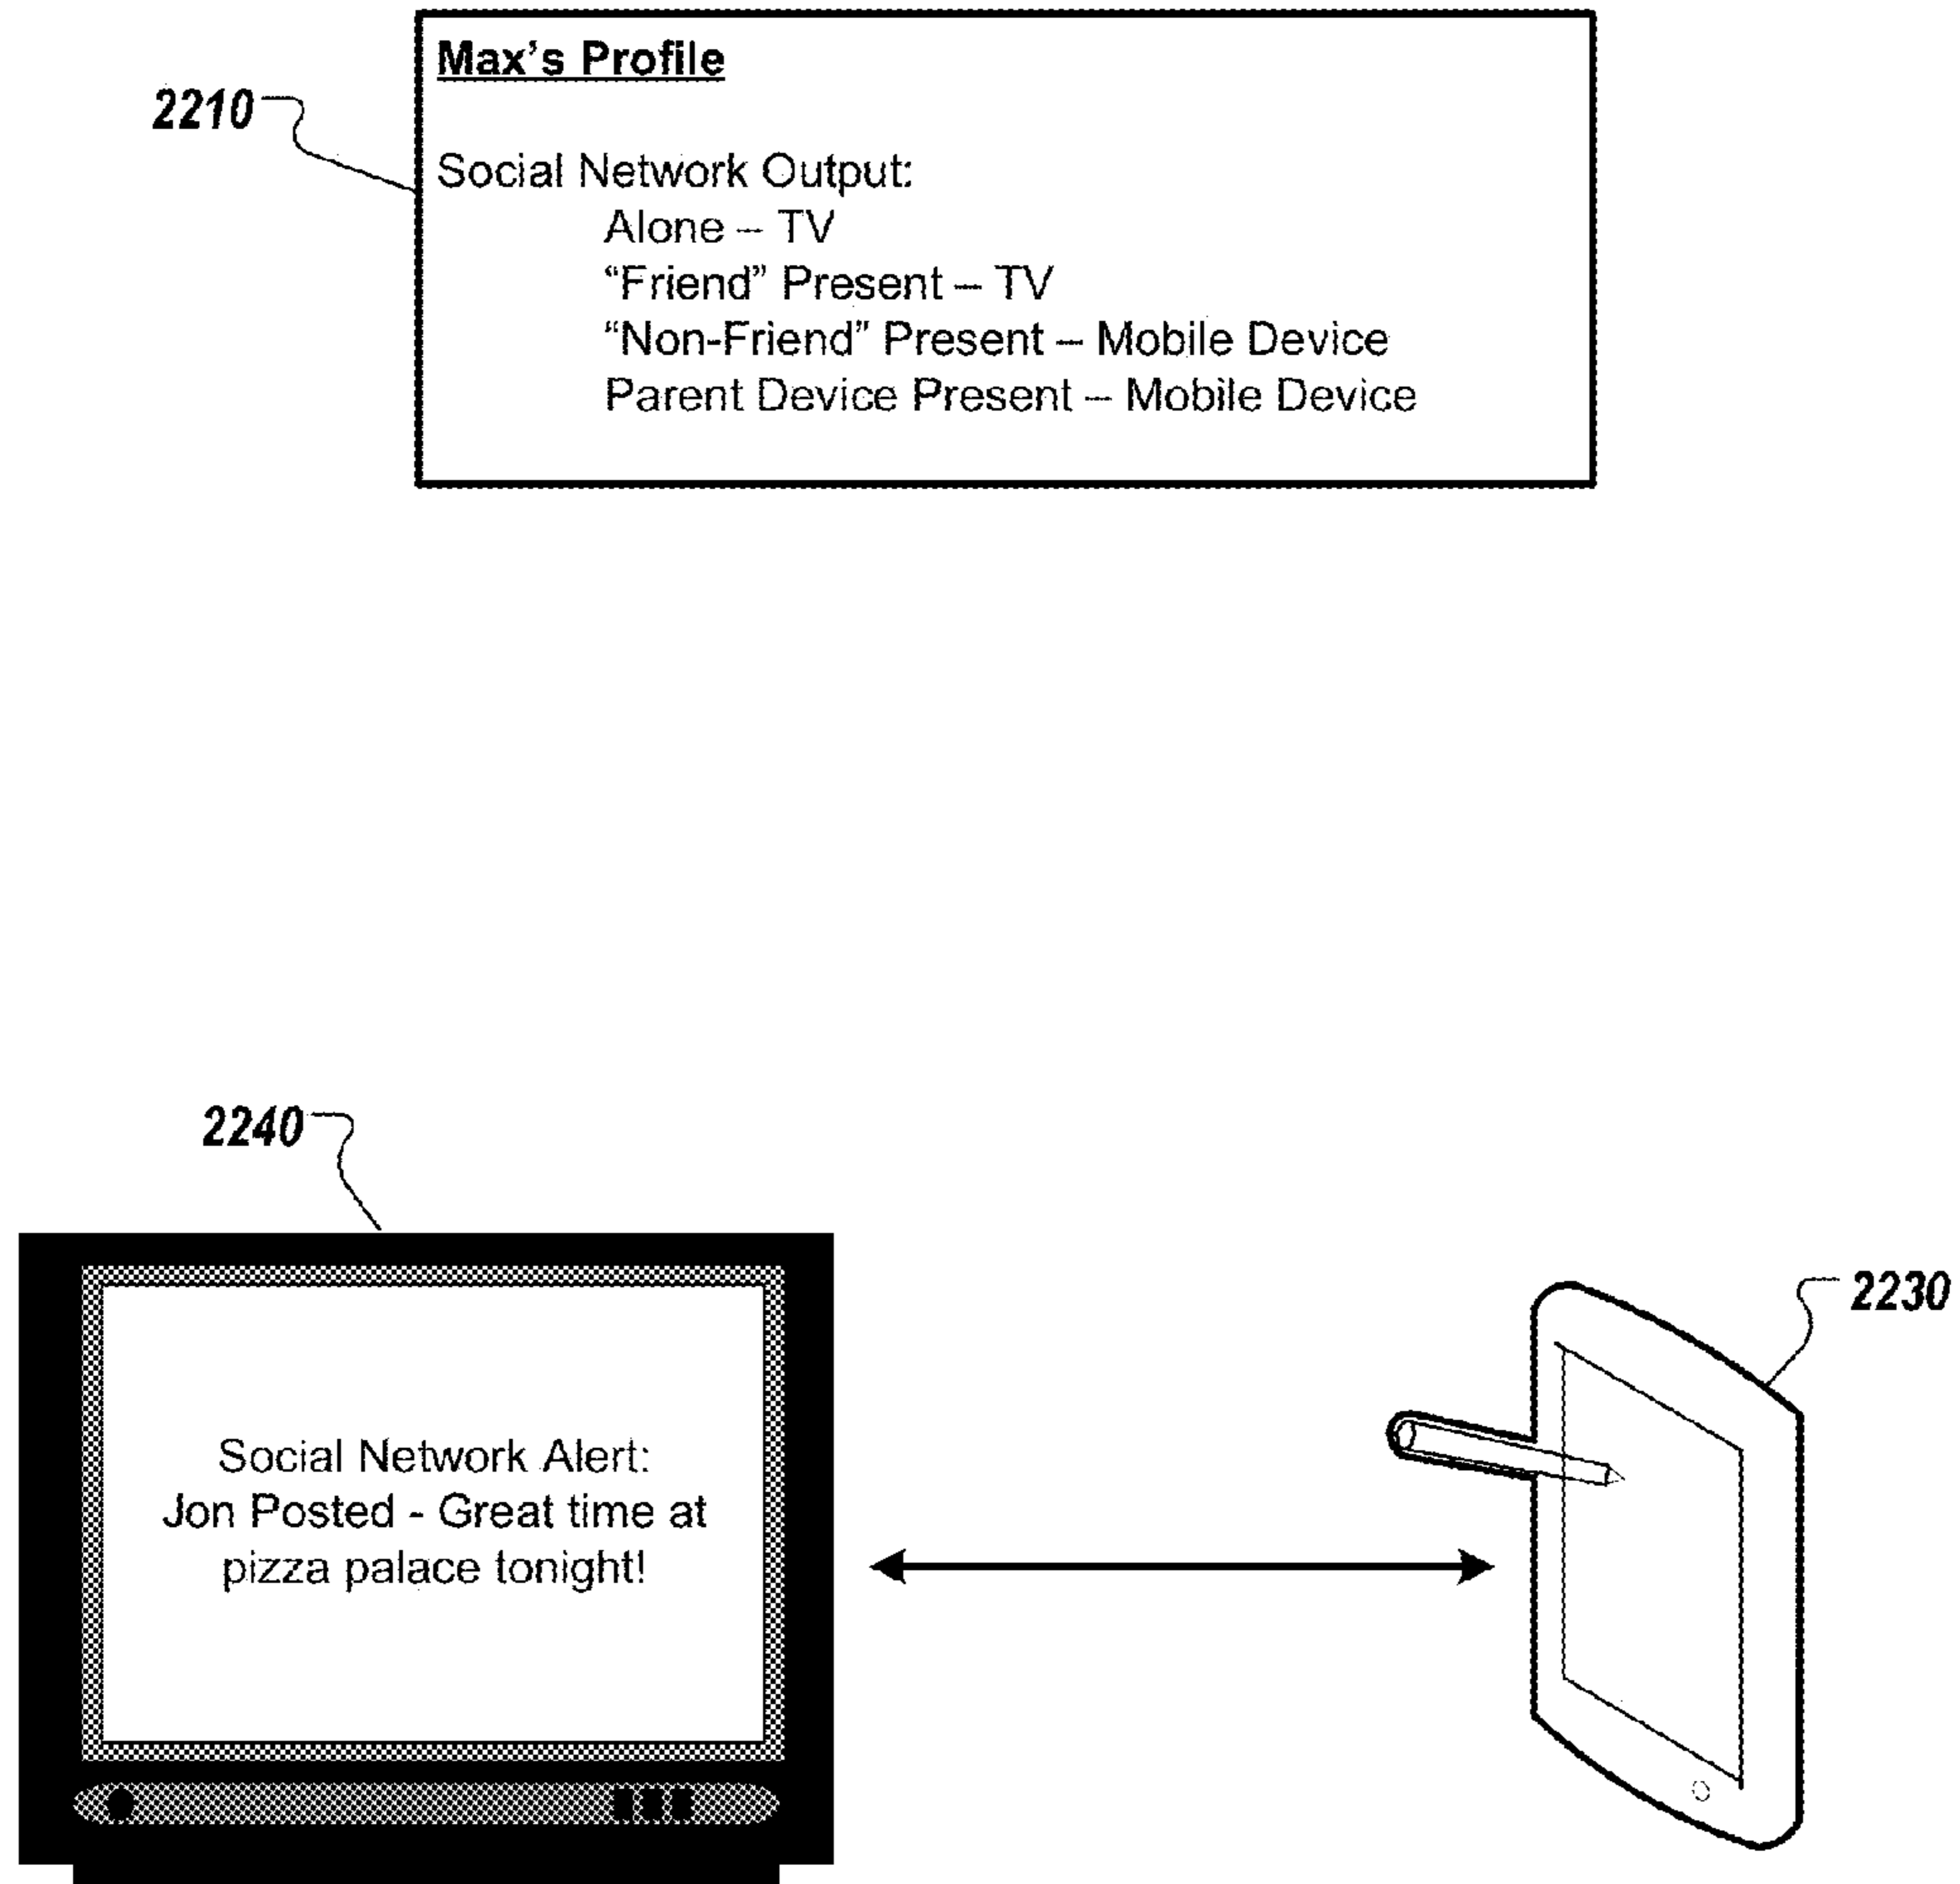 Max's Profile
2210
Social Network Output:
Alone – TV
“Friend” Present – TV
“Non-Friend” Present – Mobile Device
Parent Device Present – Mobile Device
2240
2230
Social Network Alert:
Jon Posted - Great time at
pizza palace tonight!